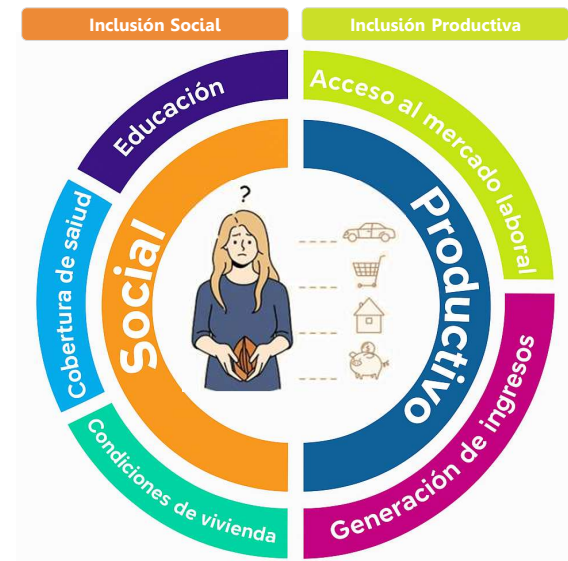 Inclusión Social
Inclusión Productiva
Educación
Cobertura de saiud
Condiciones de vivienda
Social
?
Productivo
Acceso al mercado laboral
Generación de ingresos